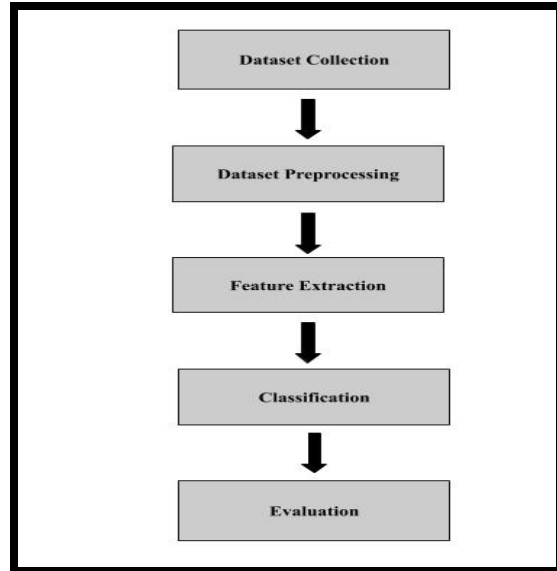 Dataset Collection
Dataset Preprocessing
Feature Extraction
Classification
Evaluation